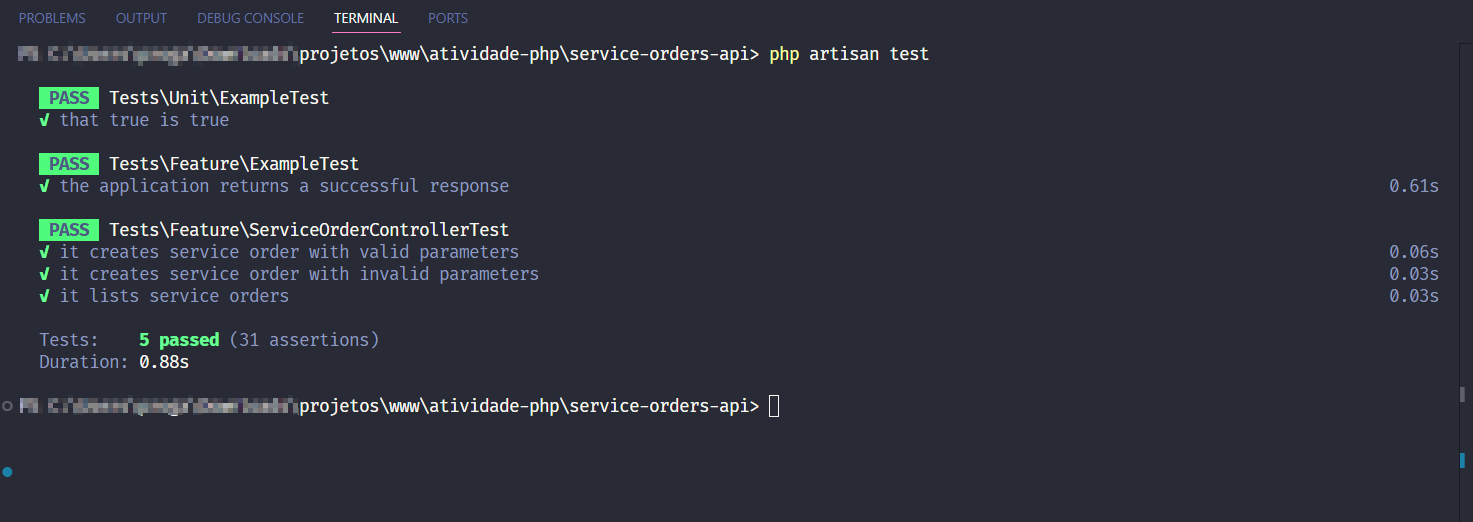 PROBLEMS OUTPUT DEBUG CONSOLE TERMINAL PORTS
projetos\www\atividade-php\service-orders-api> php artisan test
PASS Tests\Unit\ExampleTest
√ that true is true
PASS Tests\Feature\ExampleTest
√ the application returns a successful response 0.61s
PASS Tests\Feature\ServiceOrderControllerTest
√ it creates service order with valid parameters 0.06s
√ it creates service order with invalid parameters 0.03s
√ it lists service orders 0.03s
Tests: 5 passed (31 assertions)
Duration: 0.88s
projetos\www\atividade-php\service-orders-api>